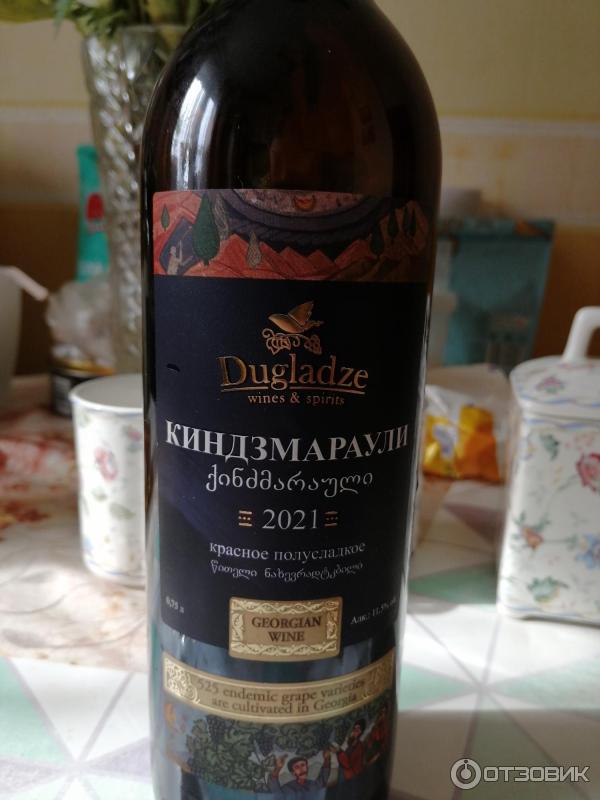 Dugladze
wines & spirits
КИНДЗМАРАУЛИ
ქინძმარაული
2021
красное полусладкое
წითელი ნახევრადტკბილი
0,75 л
Алк.: 11,5% об.
GEORGIAN
WINE
525 endemic grape varieties
are cultivated in Georgia
ОТЗОВИК